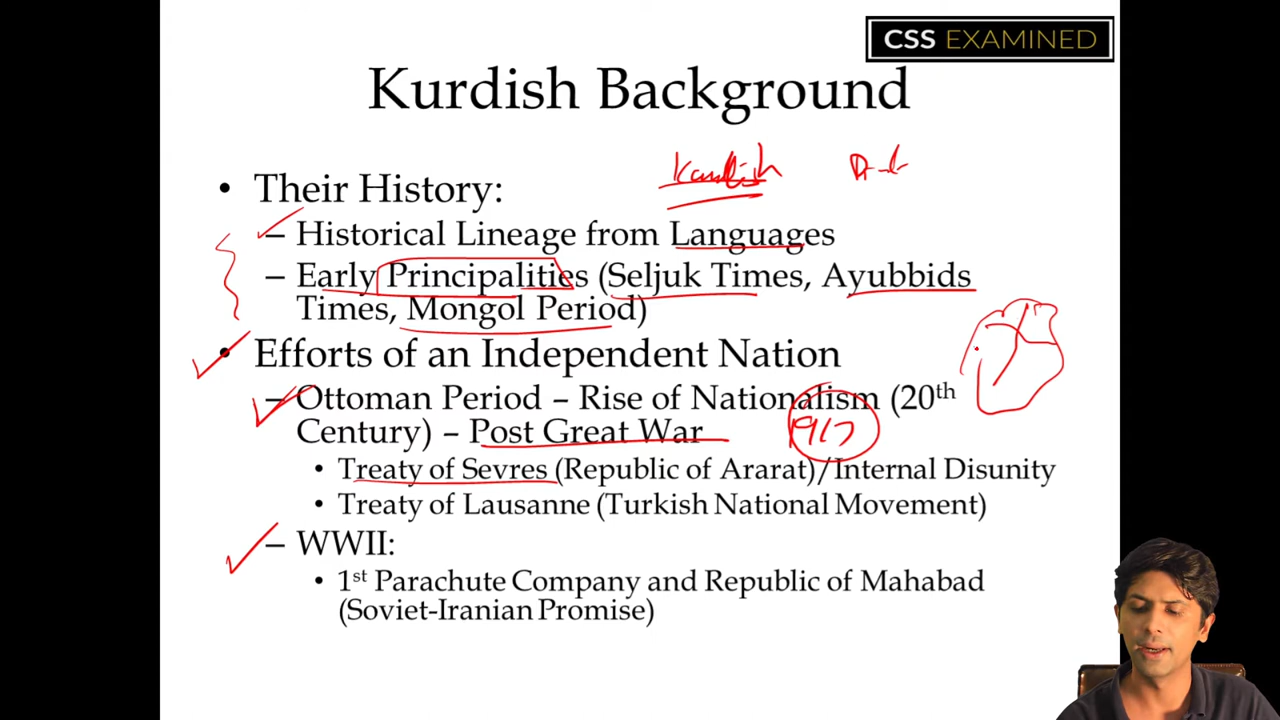 CSS EXAMINED
Kurdish Background
Kurdish
• Their History:
– Historical Lineage from Languages
– Early Principalities (Seljuk Times, Ayubbids
Times, Mongol Period)
• Efforts of an Independent Nation
– Ottoman Period – Rise of Nationalism (20th
Century) – Post Great War
1917
• Treaty of Sevres (Republic of Ararat)/Internal Disunity
• Treaty of Lausanne (Turkish National Movement)
– WWII:
• 1st Parachute Company and Republic of Mahabad
(Soviet-Iranian Promise)